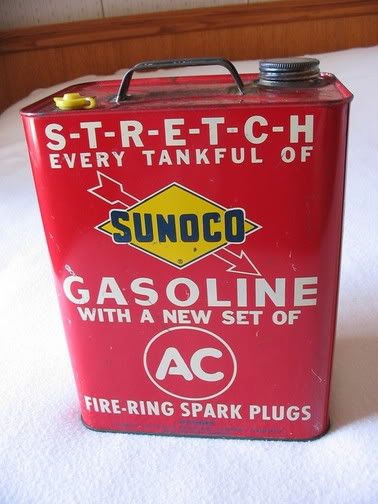 S-T-R-E-T-C-H
EVERY TANKFUL OF
SUNOCO
®
GASOLINE
WITH A NEW SET OF
AC
FIRE-RING SPARK PLUGS